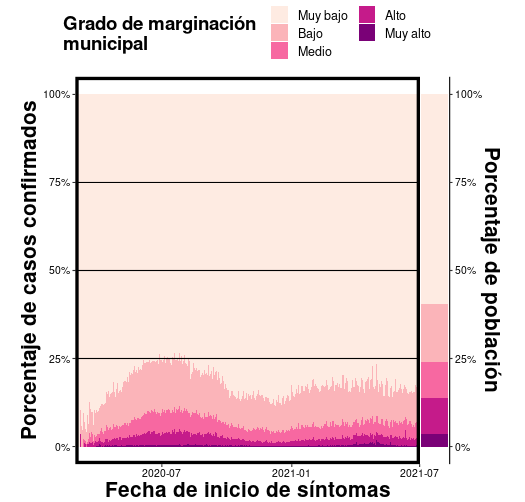 Grado de marginación
municipal
Muy bajo
Bajo
Medio
Alto
Muy alto
Porcentaje de casos confirmados
100%
75%
50%
25%
0%
100%
75%
50%
25%
0%
Porcentaje de población
2020-07
2021-01
2021-07
Fecha de inicio de síntomas